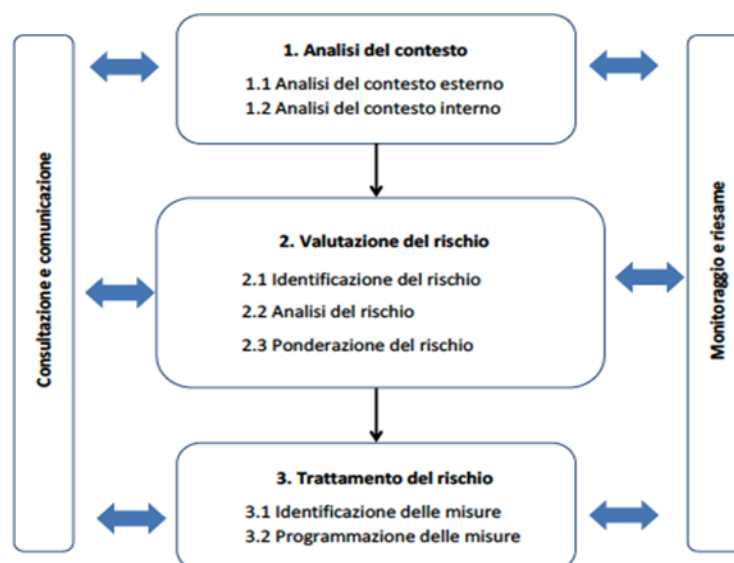 Consultazione e comunicazione
1. Analisi del contesto
1.1 Analisi del contesto esterno
1.2 Analisi del contesto interno
2. Valutazione del rischio
2.1 Identificazione del rischio
2.2 Analisi del rischio
2.3 Ponderazione del rischio
3. Trattamento del rischio
3.1 Identificazione delle misure
3.2 Programmazione delle misure
Monitoraggio e riesame